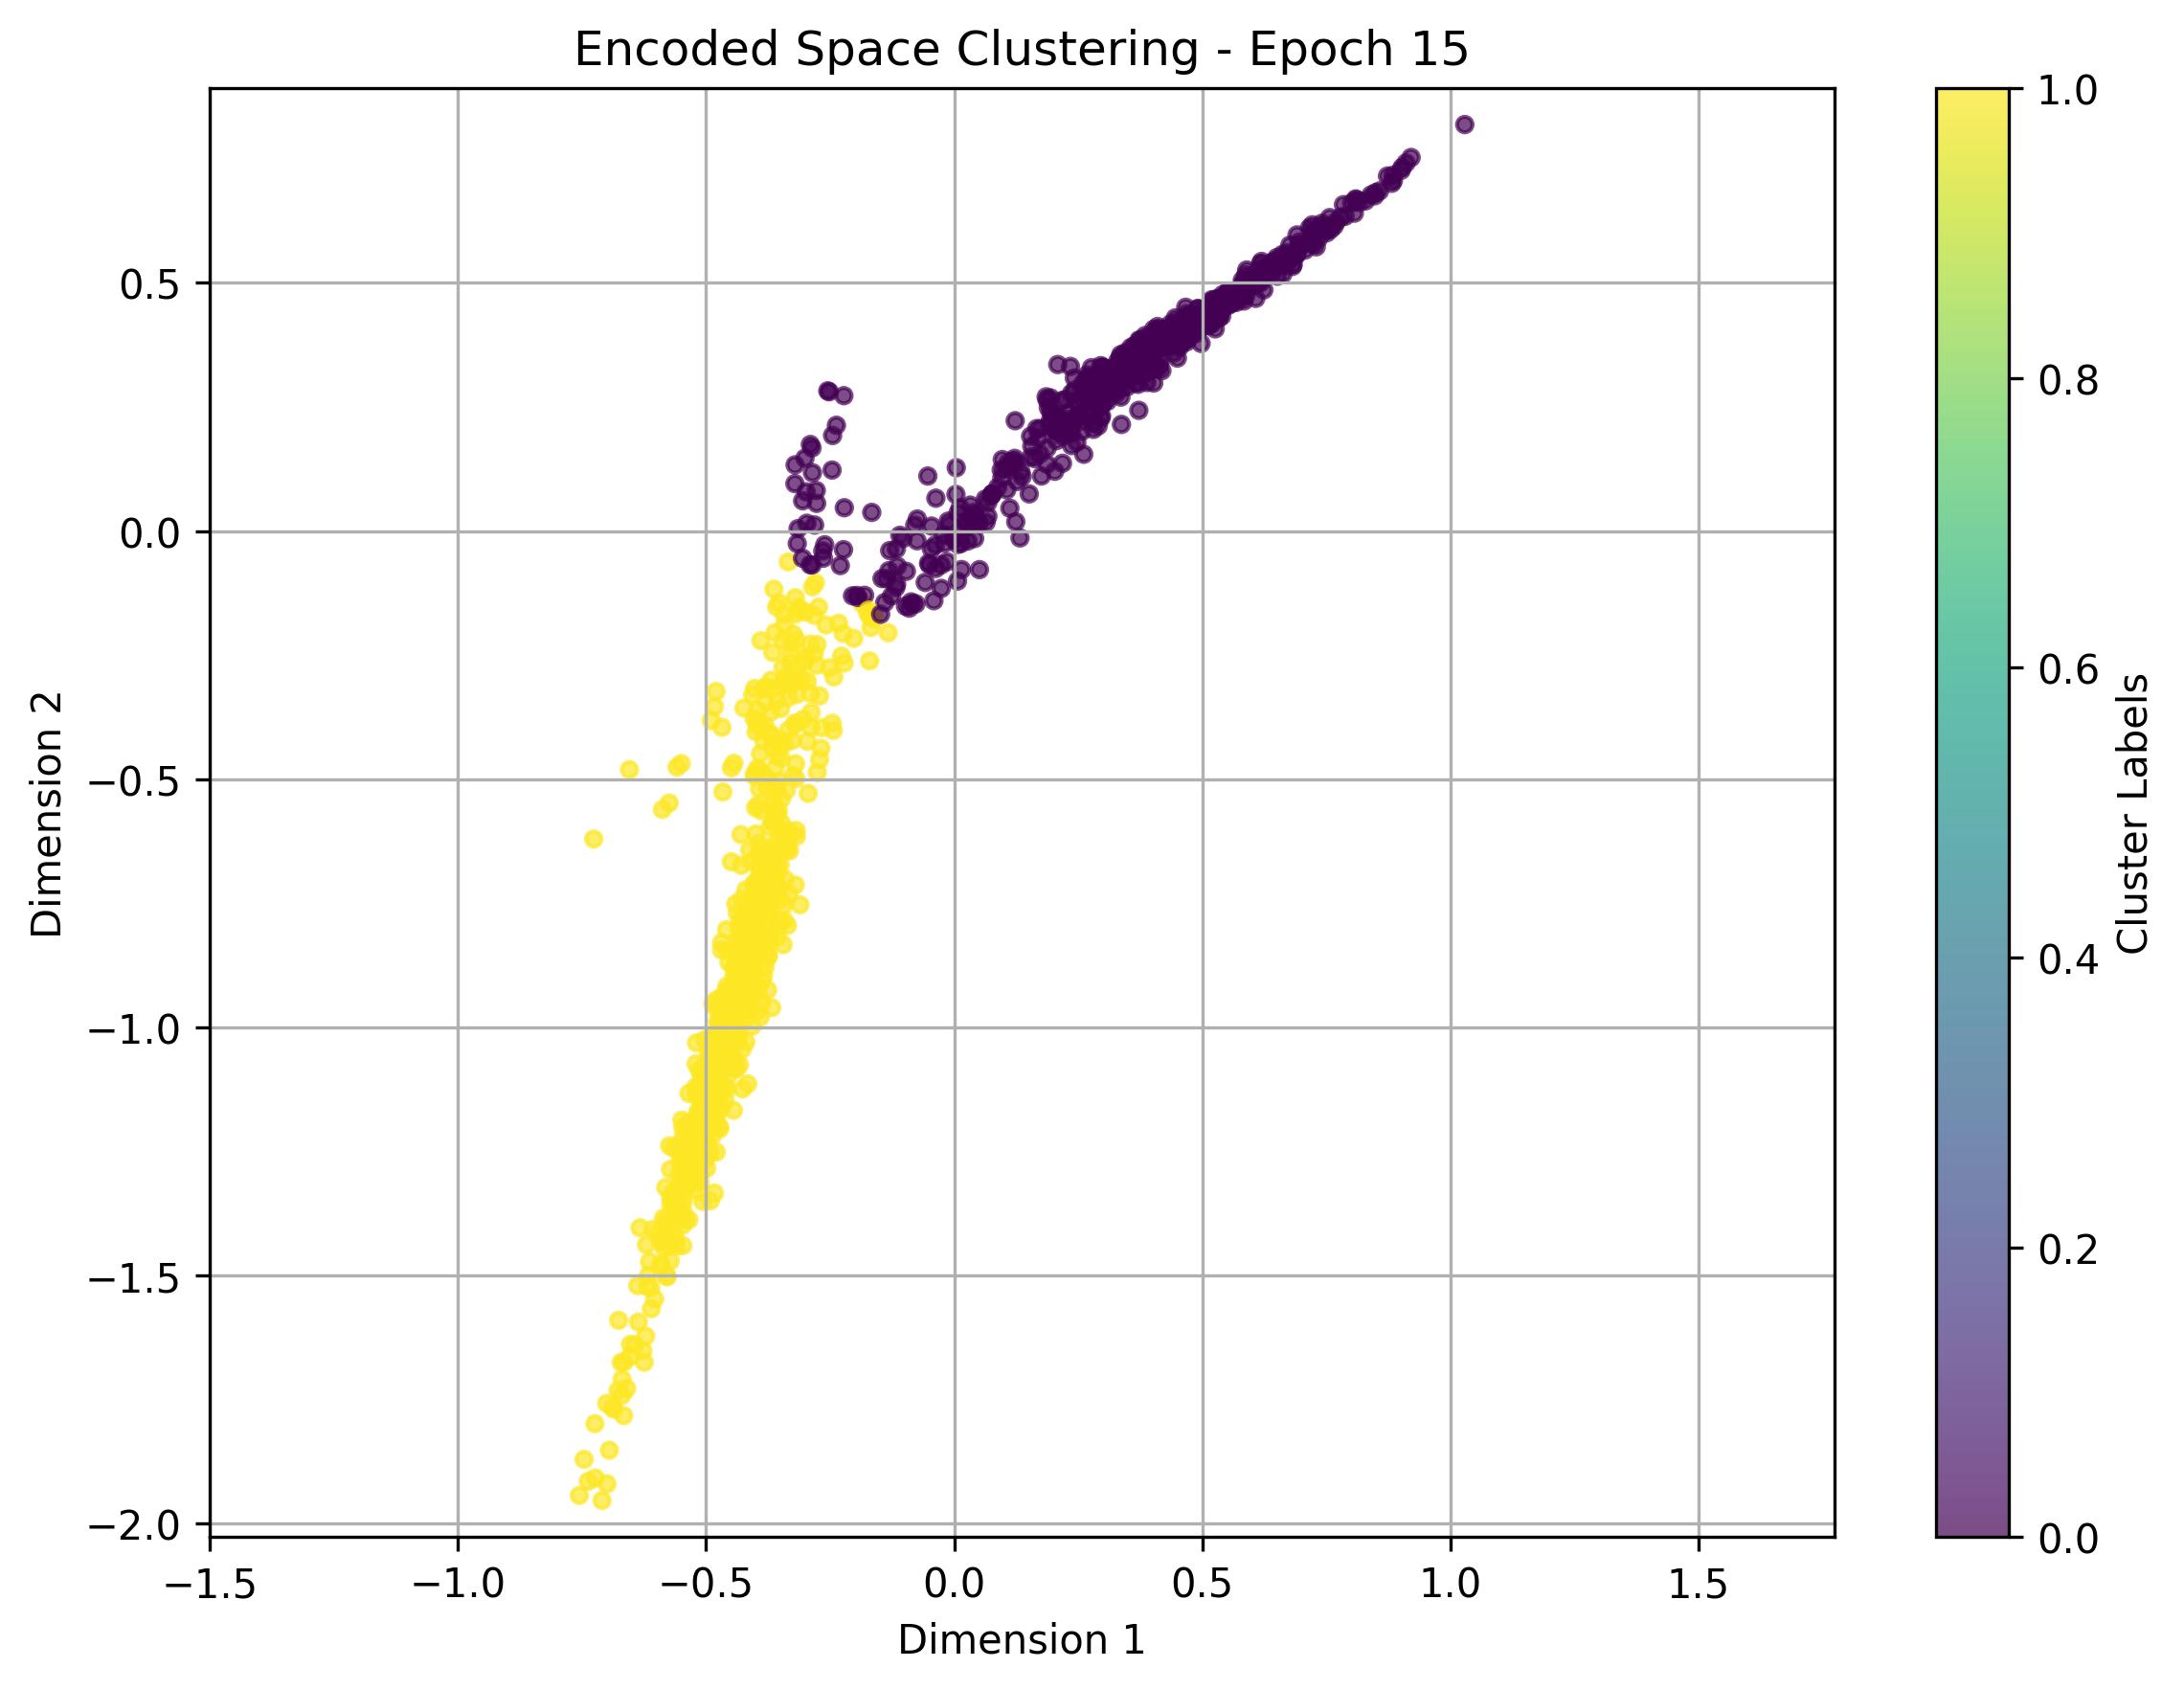 Encoded Space Clustering - Epoch 15
1.0
0.8
0.6
0.4
0.2
0.0
Cluster Labels
0.5
0.0
−0.5
−1.0
−1.5
−2.0
Dimension 2
−1.5 −1.0 −0.5 0.0 0.5 1.0 1.5
Dimension 1